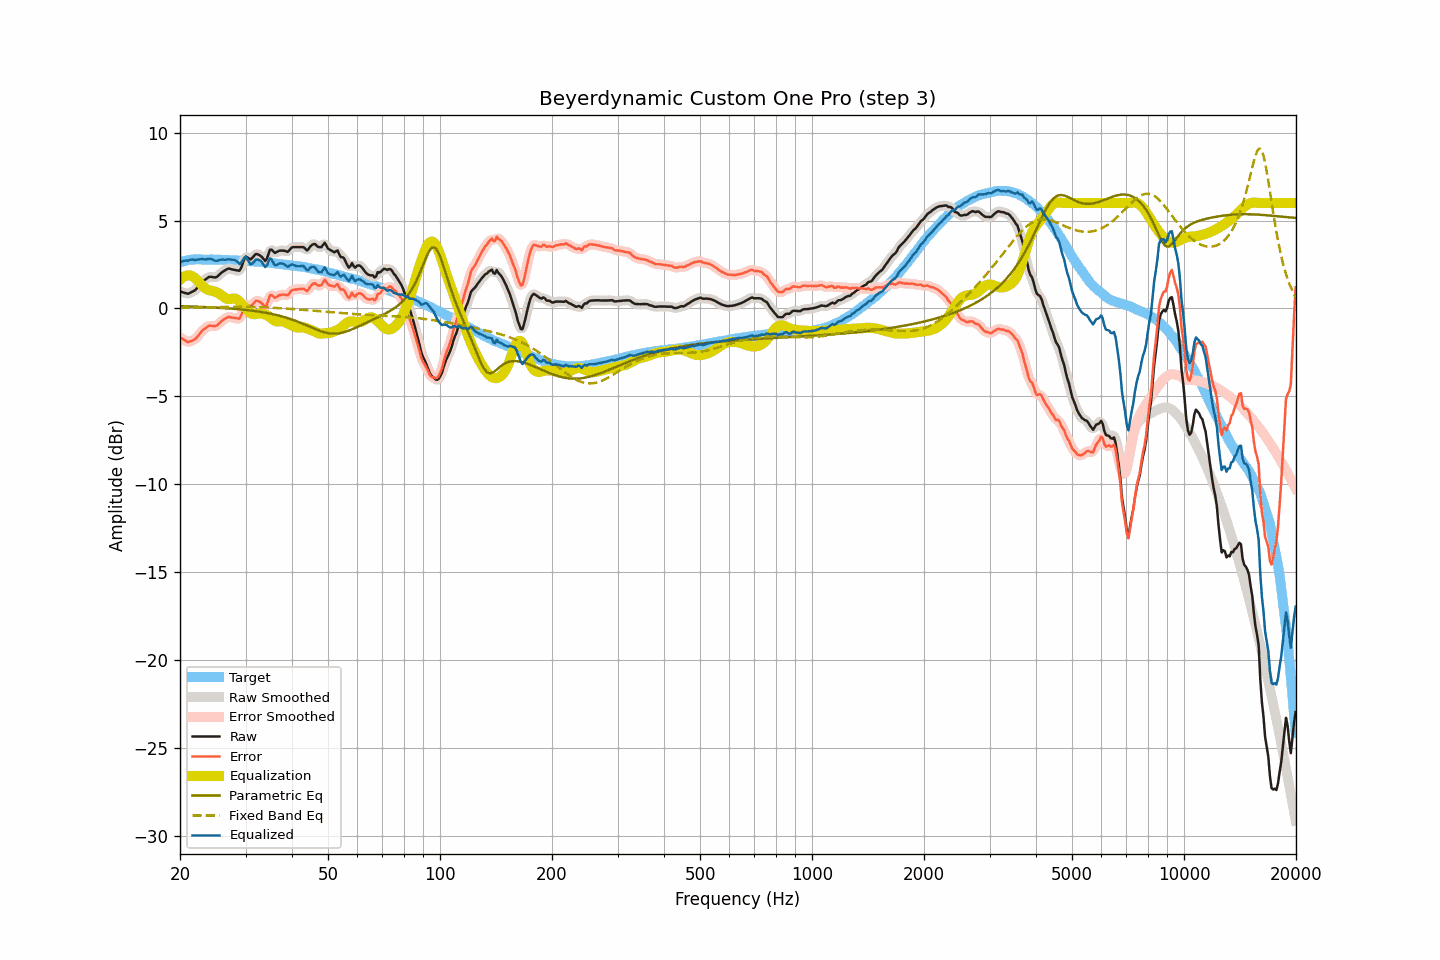 Beyerdynamic Custom One Pro (step 3)
10
5
0
−5
−10
−15
−20
−25
−30
Amplitude (dBr)
Target
Raw Smoothed
Error Smoothed
Raw
Error
Equalization
Parametric Eq
Fixed Band Eq
Equalized
20 50 100 200 500 1000 2000 5000 10000 20000
Frequency (Hz)